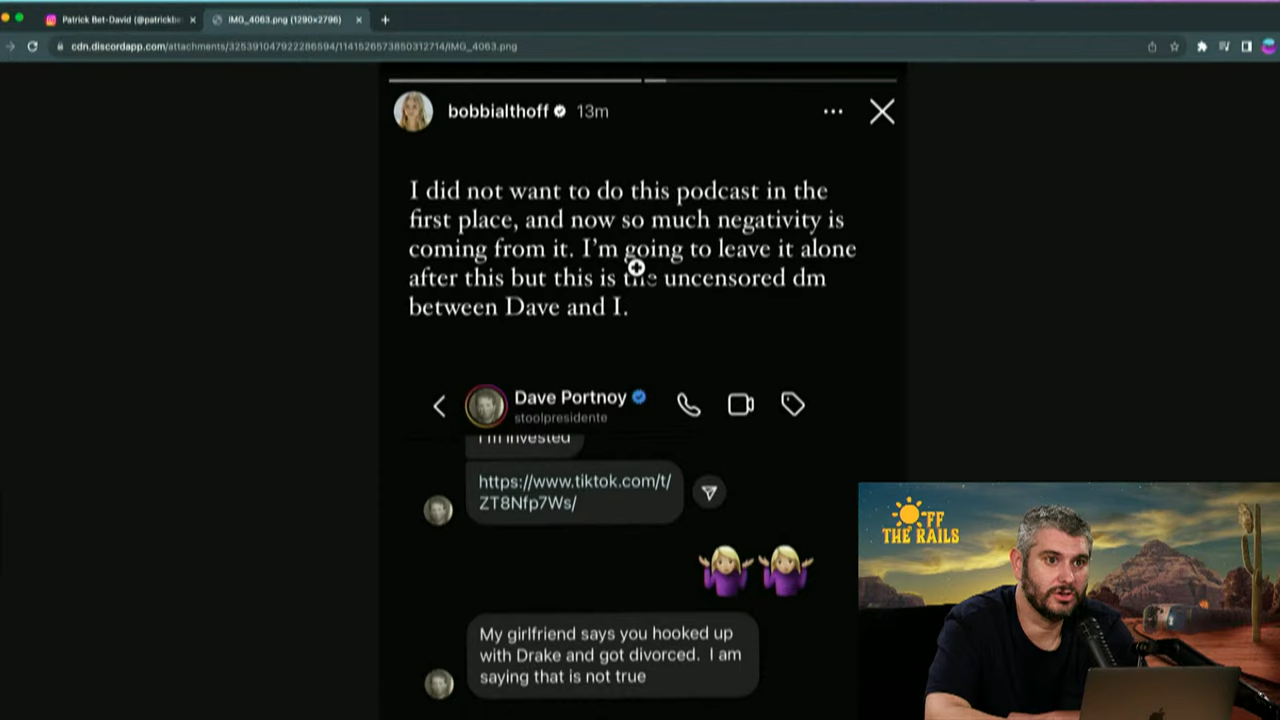 Patrick Bet-David (@patrickbe
IMG_4063.png (1290×2796)
cdn.discordapp.com/attachments/325391047922286594/1141526573850312714/IMG_4063.png
bobbialthoff 13m
I did not want to do this podcast in the
first place, and now so much negativity is
coming from it. I'm going to leave it alone
after this but this is the uncensored dm
between Dave and I.
Dave Portnoy
stoolpresidente
I'm invested
https://www.tiktok.com/t/
ZT8Nfp7Ws/
My girlfriend says you hooked up
with Drake and got divorced. I am
saying that is not true
OFF
THE RAILS